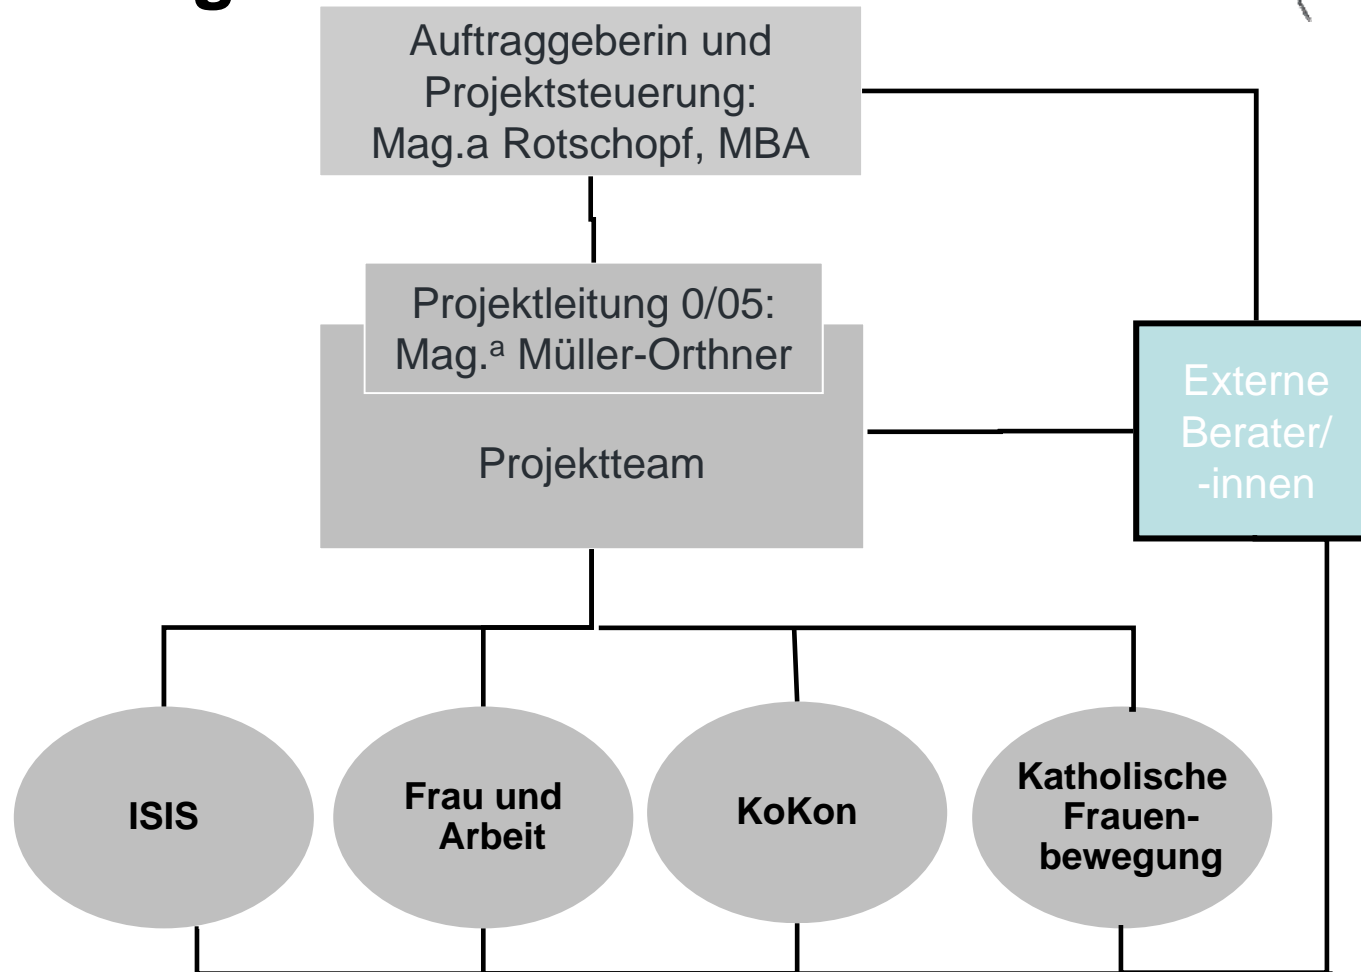 Auftraggeberin und
Projektsteuerung:
Mag.a Rotschopf, MBA
Projektleitung 0/05:
Mag.ª Müller-Orthner
Projektteam
Externe
Berater/
-innen
ISIS
Frau und
Arbeit
KoKon
Katholische
Frauen-
bewegung